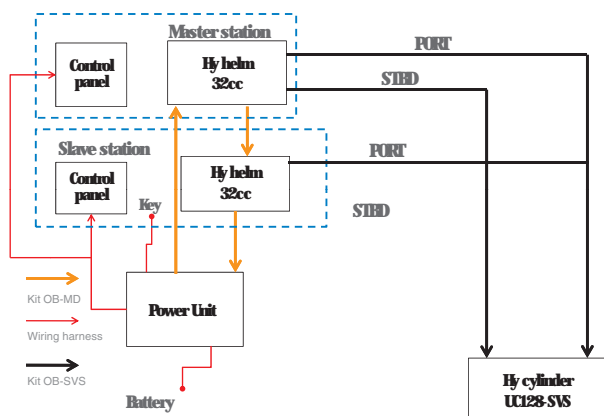 Master station
PORT
Control
panel
Hy helm
32cc
STBD
Slave station
PORT
Control
panel
Hy helm
32cc
Key
STBD
Kit OB-MD
Power Unit
Wiring harness
Kit OB-SVS
Hy cylinder
UC128-SVS
Battery